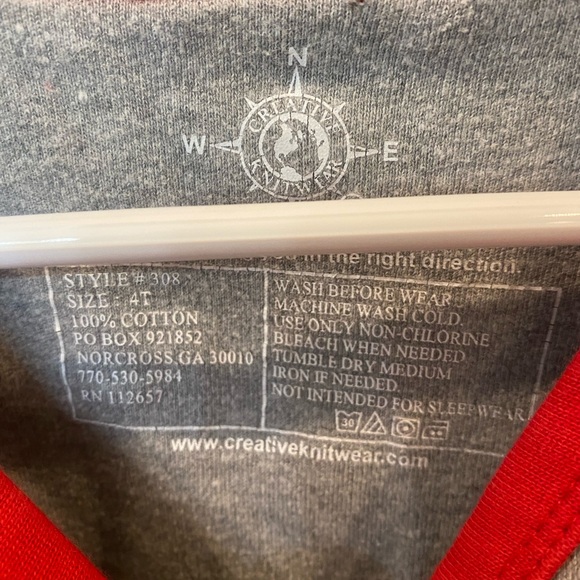 N
W
E
CREATIVE
KNITWEAR
in the right direction.
STYLE # 308
SIZE : 4T
100% COTTON
PO BOX 921852
NORCROSS GA 30010
770-530-5984
RN 112657
WASH BEFORE WEAR
MACHINE WASH COLD.
USE ONLY NON-CHLORINE
BLEACH WHEN NEEDED
TUMBLE DRY MEDIUM
IRON IF NEEDED.
NOT INTENDED FOR SLEEPWEAR
30
www.creativeknitwear.com